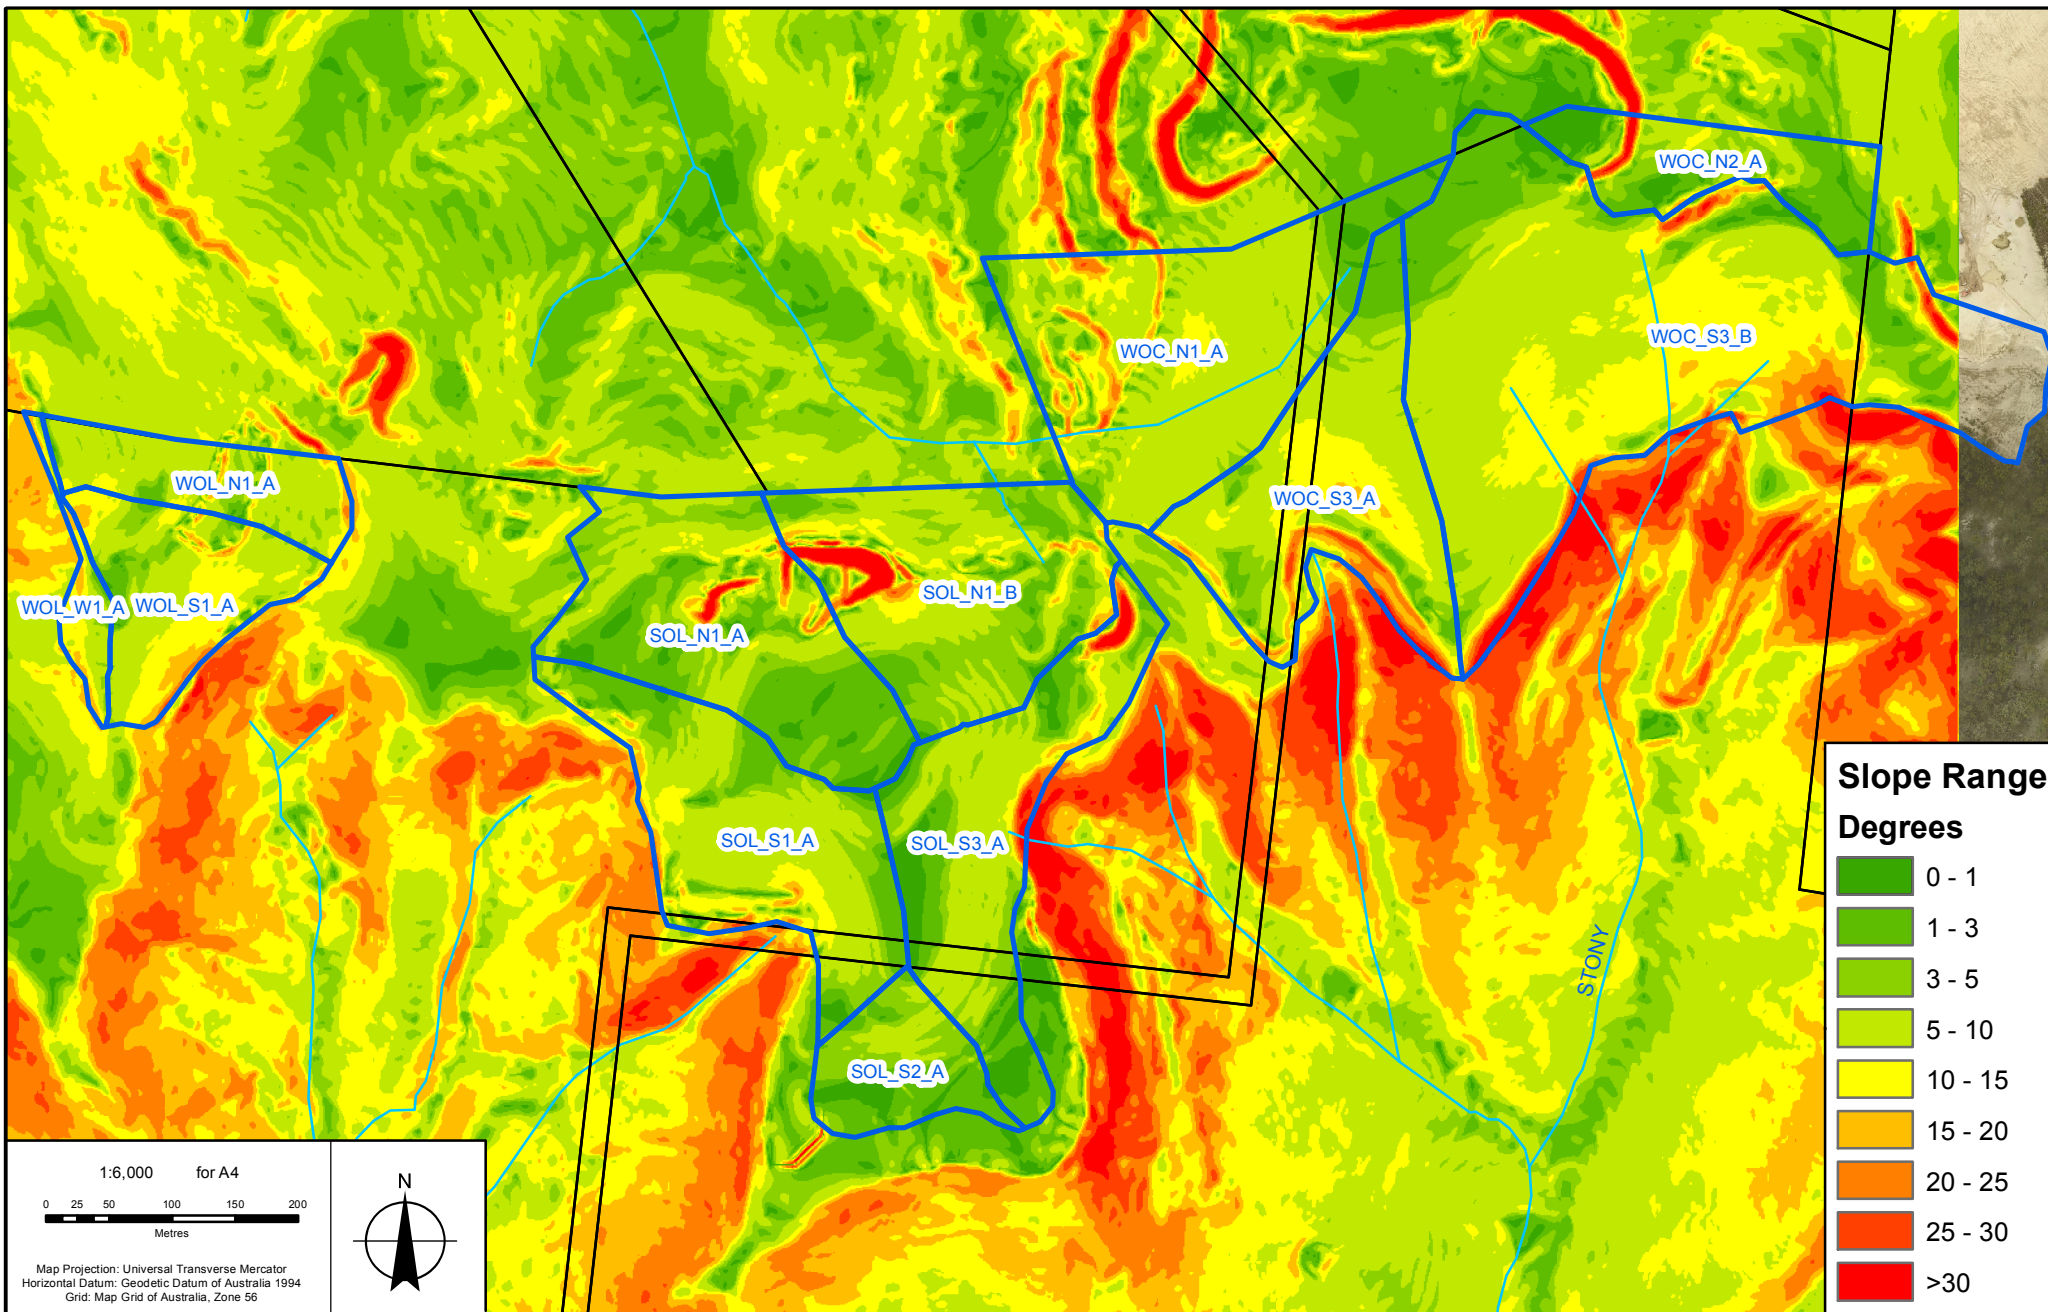 WOC_N2_A
WOC_S3_B
WOC_N1_A
WOL_N1_A
WOC_S3_A
WOL_W1_A
WOL_S1_A
SOL_N1_B
SOL_N1_A
SOL_S1_A
SOL_S3_A
STONY
SOL_S2_A
Slope Range
Degrees
0 - 1
1 - 3
3 - 5
5 - 10
10 - 15
15 - 20
20 - 25
25 - 30
>30
1:6,000 for A4
0 25 50 100 150 200
Metres
Map Projection: Universal Transverse Mercator
Horizontal Datum: Geodetic Datum of Australia 1994
Grid: Map Grid of Australia, Zone 56
N